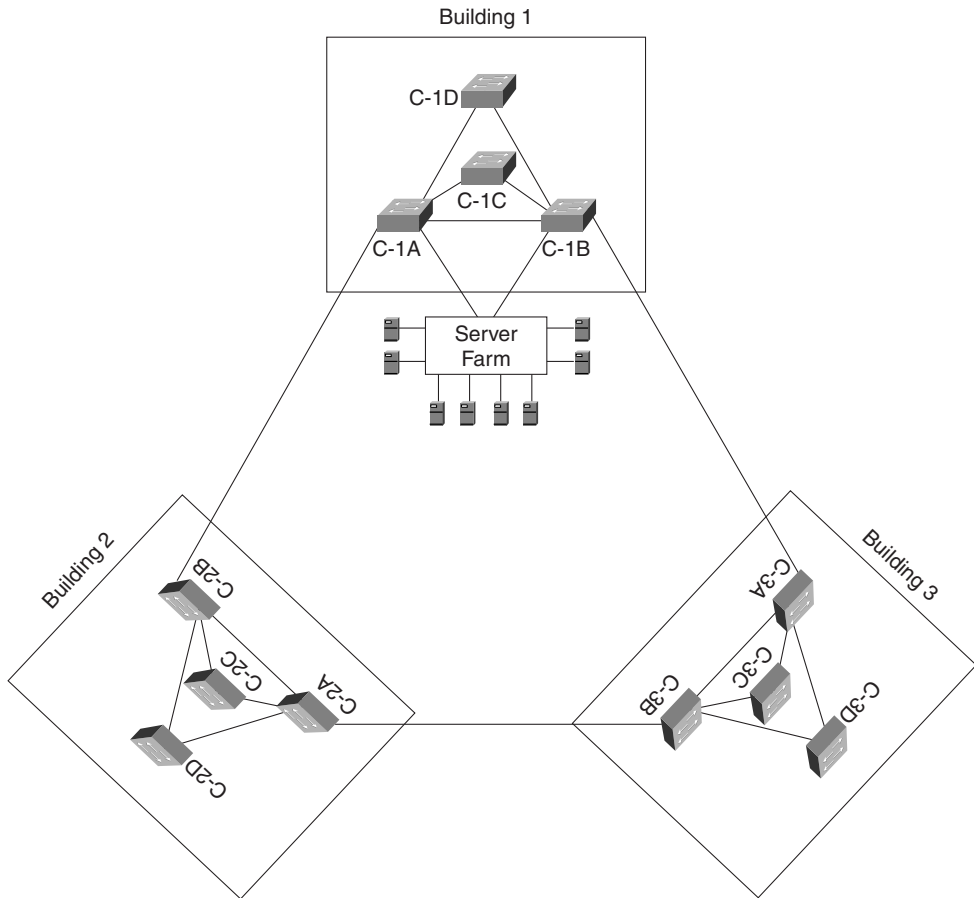 Building 1
C-1D
C-1C
C-1A
C-1B
Server
Farm
Building 2
C-2B
C-2C
C-2A
C-2D
Building 3
C-3A
C-3C
C-3B
C-3D